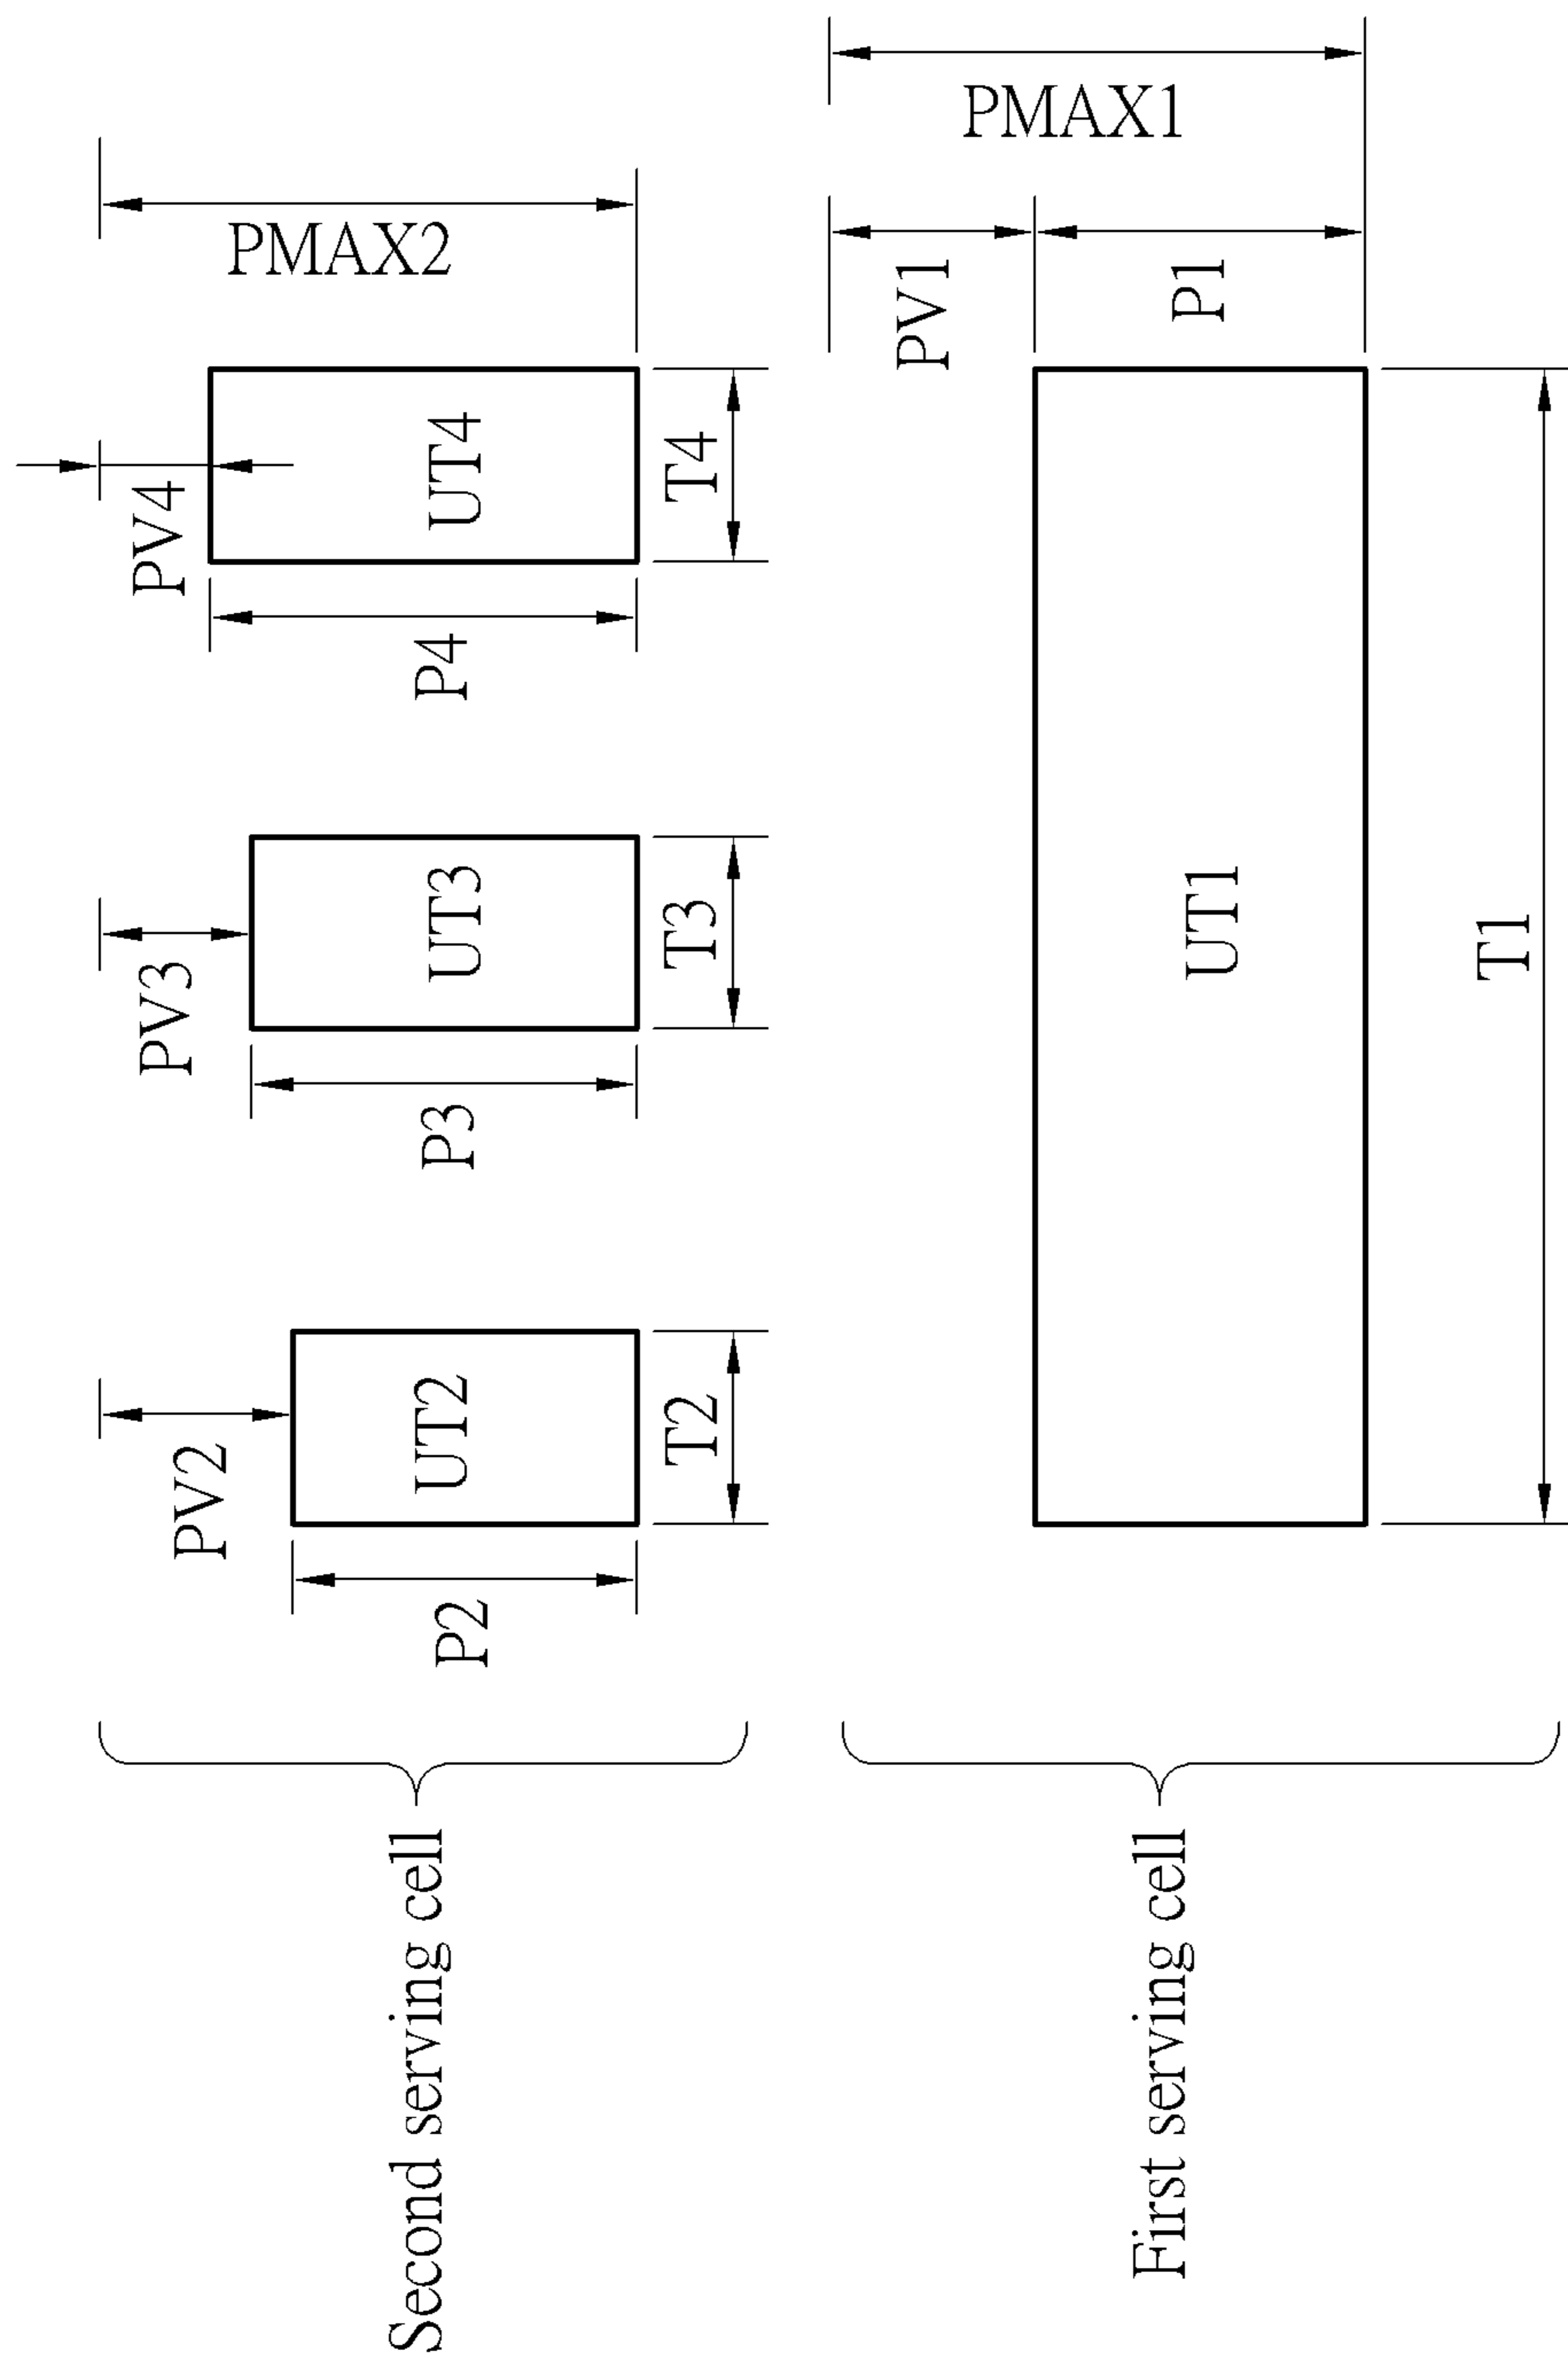 Second serving cell
PMAX2
PV2
P2
UT2
T2
PV3
P3
UT3
T3
PV4
P4
UT4
T4
First serving cell
UT1
T1
PV1
P1
PMAX1